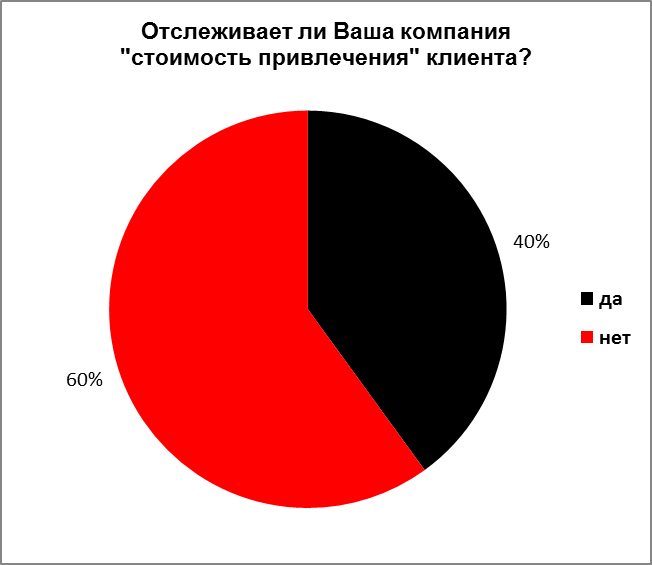 Отслеживает ли Ваша компания
"стоимость привлечения" клиента?
40%
да
нет
60%